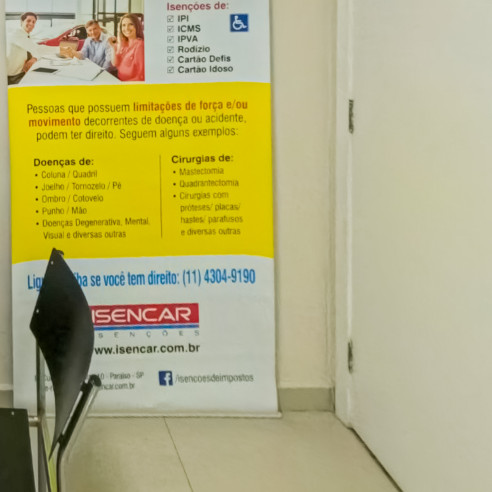 Isenções de:
IPI
ICMS
IPVA
Rodízio
Cartão Defis
Cartão Idoso
Pessoas que possuem limitações de força e/ou
movimento decorrentes de doença ou acidente,
podem ter direito. Seguem alguns exemplos:
Doenças de:
• Coluna / Quadril
• Joelho / Tornozelo / Pé
• Ombro / Cotovelo
• Punho / Mão
• Doenças Degenerativa, Mental,
Visual e diversas outras
Cirurgias de:
• Mastectomia
• Quadrantectomia
• Cirurgias com
próteses/ placas/
hastes/ parafusos
e diversas outras
se você tem direito: (11) 4304-9190
ISENCAR
ISENÇÕES
www.isencar.com.br
- Paraíso - SP
/isencoesdeimpostos